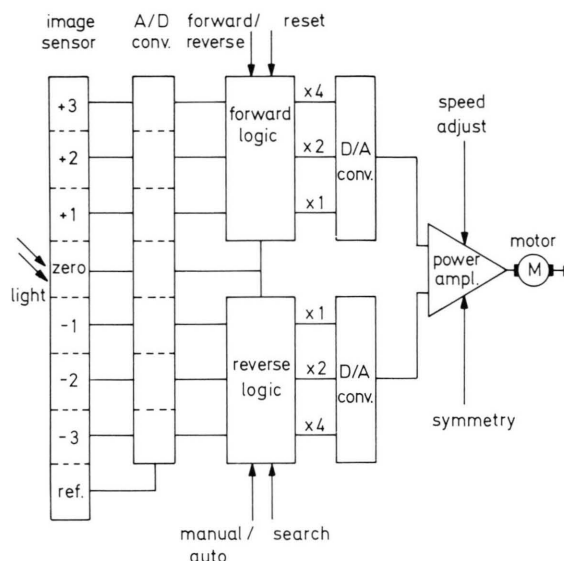 image sensor
A/D conv.
forward/ reverse
reset
+3
+2
+1
zero
-1
-2
-3
ref.
light
forward logic
x4
x2
x1
D/A conv.
reverse logic
x1
x2
x4
D/A conv.
speed adjust
power ampl.
motor
M
symmetry
manual/ auto
search